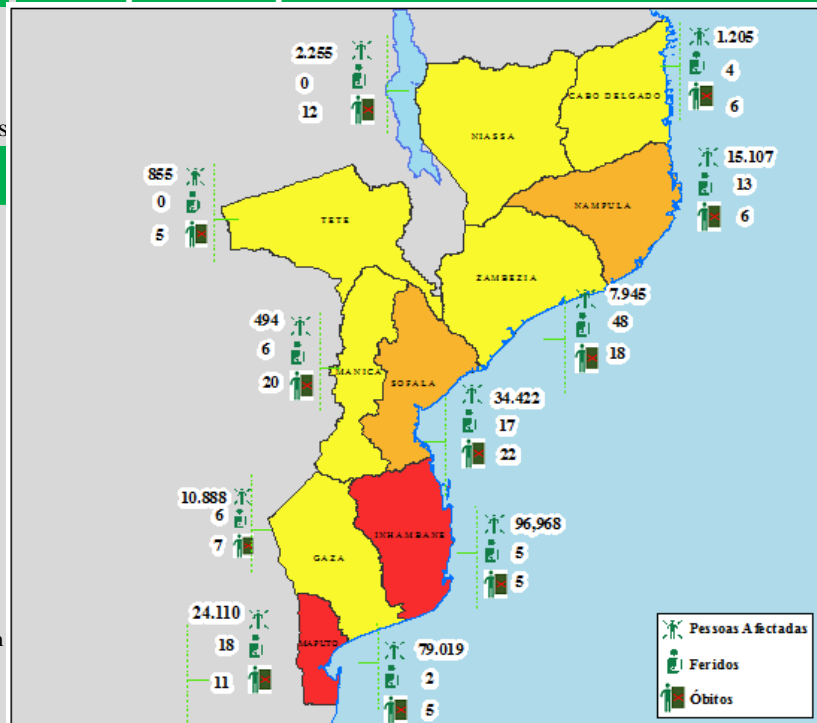 s
2.255
0
12
1.205
4
6
CABO DELGADO
NIASSA
15.107
13
6
NAMPULA
855
0
5
TETE
ZAMBEZIA
7.945
48
18
494
6
20
MANICA
SOFALA
34.422
17
22
10.888
6
7
GAZA
INHAMBANE
96,968
5
5
24.110
18
11
MAPUTO
79.019
2
5
Pessoas Afectadas
Feridos
Óbitos